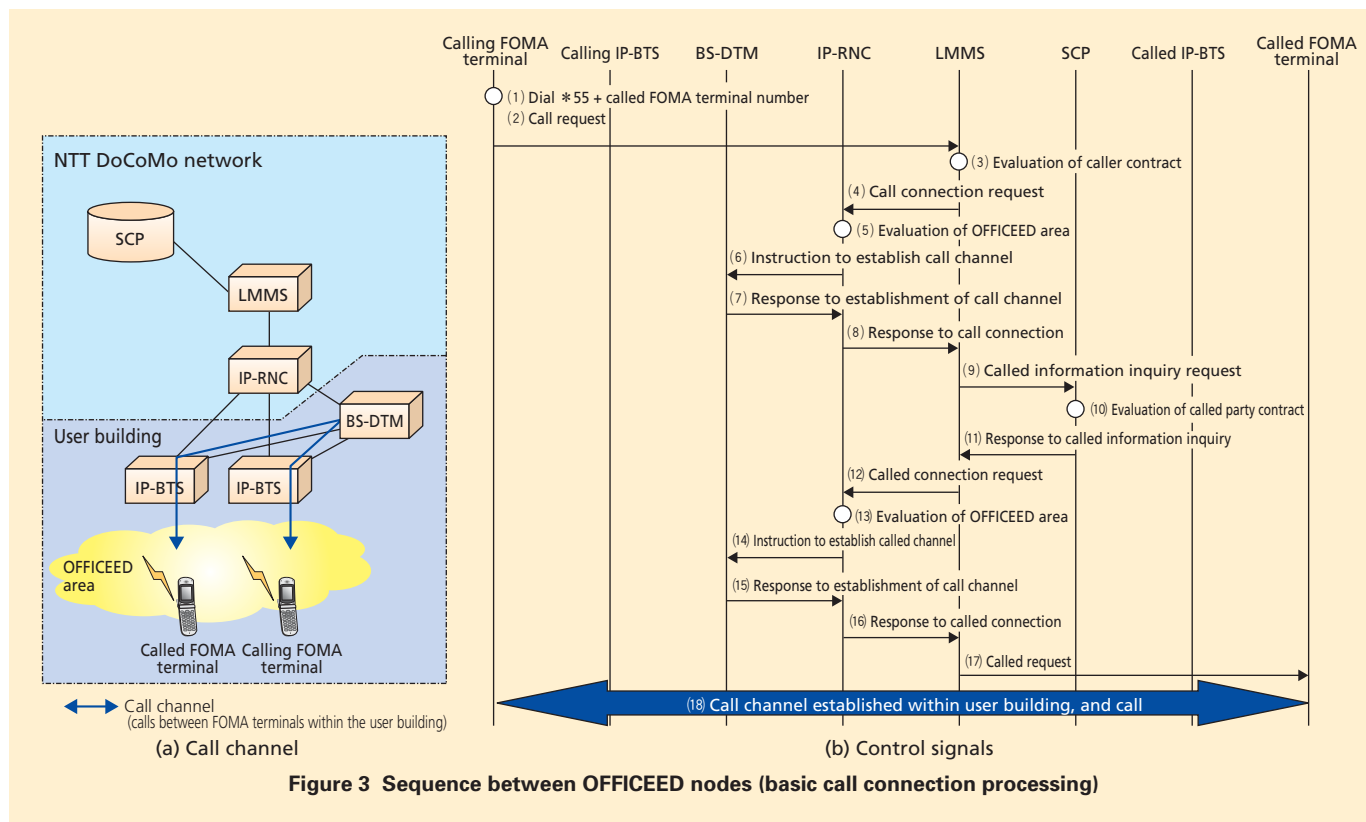 NTT DoCoMo network
SCP
LMMS
IP-RNC
BS-DTM
User building
IP-BTS
IP-BTS
OFFICEED
area
Called FOMA
terminal
Calling FOMA
terminal
Call channel
(calls between FOMA terminals within the user building)
(a) Call channel
Calling FOMA
terminal
Calling IP-BTS
BS-DTM
IP-RNC
LMMS
SCP
Called IP-BTS
Called FOMA
terminal
(1) Dial *55 + called FOMA terminal number
(2) Call request
(3) Evaluation of caller contract
(4) Call connection request
(5) Evaluation of OFFICEED area
(6) Instruction to establish call channel
(7) Response to establishment of call channel
(8) Response to call connection
(9) Called information inquiry request
(10) Evaluation of called party contract
(11) Response to called information inquiry
(12) Called connection request
(13) Evaluation of OFFICEED area
(14) Instruction to establish called channel
(15) Response to establishment of call channel
(16) Response to called connection
(17) Called request
(18) Call channel established within user building, and call
(b) Control signals
Figure 3 Sequence between OFFICEED nodes (basic call connection processing)